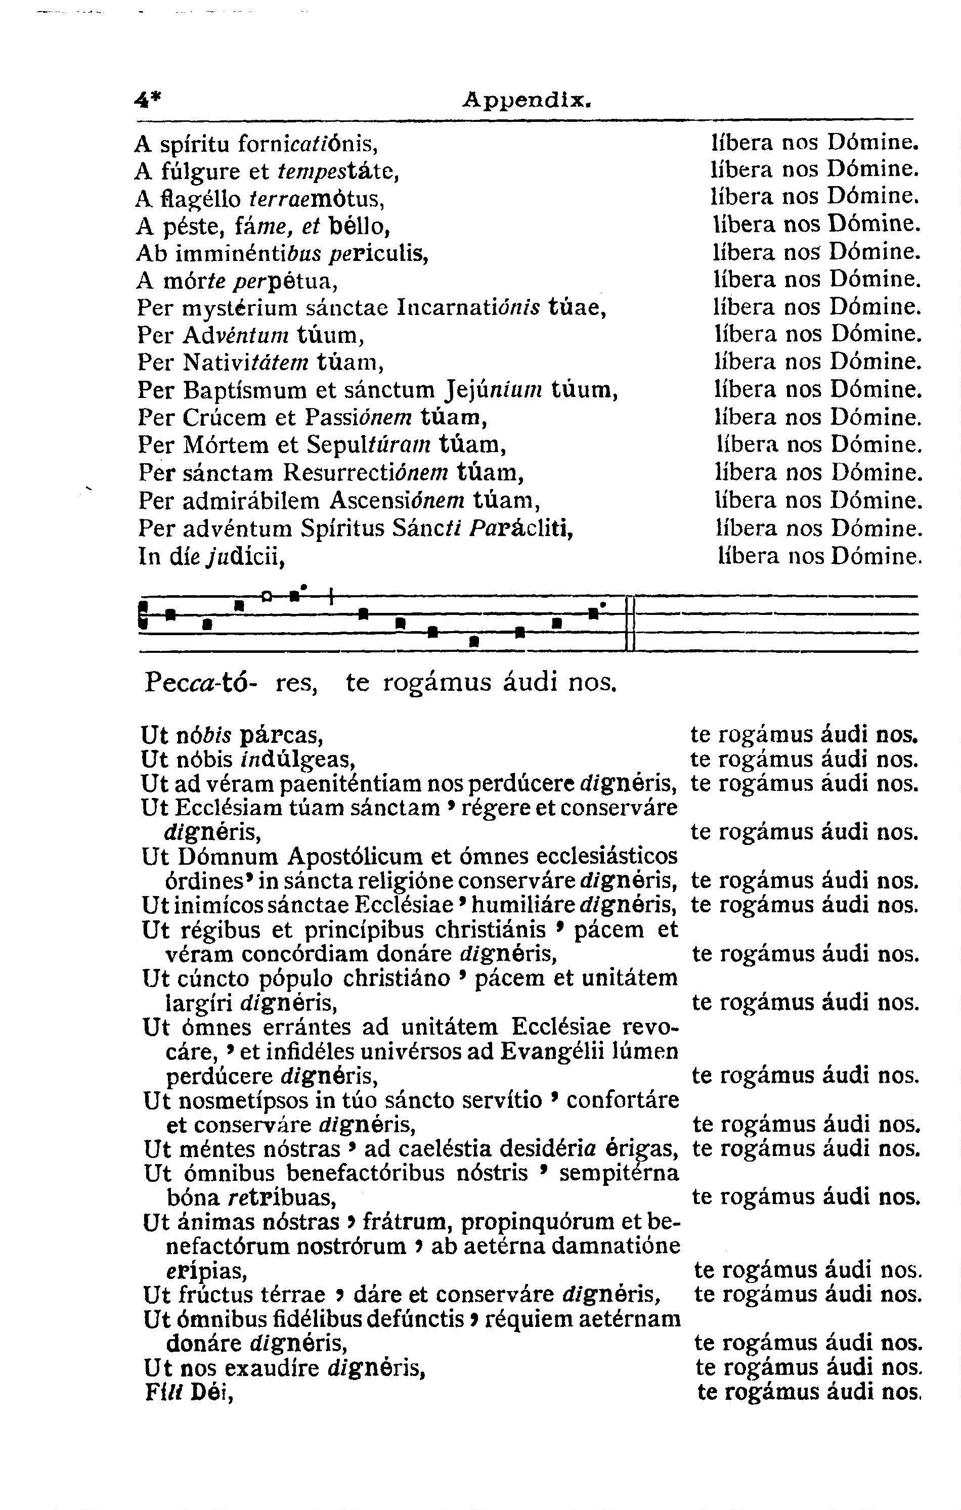 4* Appendix.
A spíritu fornicatiónis, líbera nos Dómine.
A fúlgure et tempestáte, líbera nos Dómine.
A flagéllo terraemótus, líbera nos Dómine.
A péste, fáme, et béllo, líbera nos Dómine.
Ab imminéntibus perículis, líbera nos Dómine.
A mórte perpétua, líbera nos Dómine.
Per mystérium sánctae Incarnatiónis túae, líbera nos Dómine.
Per Advéntum túum, líbera nos Dómine.
Per Nativitátem túam, líbera nos Dómine.
Per Baptísmum et sánctum Jejúnium túum, líbera nos Dómine.
Per Crúcem et Passiónem túam, líbera nos Dómine.
Per Mórtem et Sepultúram túam, líbera nos Dómine.
Per sánctam Resurrectiónem túam, líbera nos Dómine.
Per admirábilem Ascensiónem túam, líbera nos Dómine.
Per advéntum Spíritus Sáncti Parácliti, líbera nos Dómine.
In díe judícii, líbera nos Dómine.
Pecca-tó- res, te rogámus áudi nos.
Ut nóbis párcas, te rogámus áudi nos.
Ut nóbis indúlgeas, te rogámus áudi nos.
Ut ad véram paeniténtiam nos perdúcere dignéris, te rogámus áudi nos.
Ut Ecclésiam túam sánctam ’ régere et conserváre
dignéris, te rogámus áudi nos.
Ut Dómnum Apostólicum et ómnes ecclesiásticos
órdines ’ in sáncta religióne conserváre dignéris, te rogámus áudi nos.
Ut inimícos sánctae Ecclésiae ’ humiliáre dignéris, te rogámus áudi nos.
Ut régibus et princípibus christiánis ’ pácem et
véram concórdiam donáre dignéris, te rogámus áudi nos.
Ut cúncto pópulo christiáno ’ pácem et unitátem
largíri dignéris, te rogámus áudi nos.
Ut ómnes errántes ad unitátem Ecclésiae revo-
cáre, ’ et infidéles univérsos ad Evangélii lúmen
perdúcere dignéris, te rogámus áudi nos.
Ut nosmetípsos in túo sáncto servítio ’ confortáre
et conserváre dignéris, te rogámus áudi nos.
Ut méntes nóstras ’ ad caeléstia desidéria érigas, te rogámus áudi nos.
Ut ómnibus benefactóribus nóstris ’ sempitérna
bóna retríbuas, te rogámus áudi nos.
Ut ánimas nóstras ’ frátrum, propinquórum et be-
nefactórum nostrórum ’ ab aetérna damnatióne
erípias, te rogámus áudi nos.
Ut frúctus térrae ’ dáre et conserváre dignéris, te rogámus áudi nos.
Ut ómnibus fidélibus defúnctis ’ réquiem aetérnam
donáre dignéris, te rogámus áudi nos.
Ut nos exaudíre dignéris, te rogámus áudi nos.
Fíli Déi, te rogámus áudi nos.